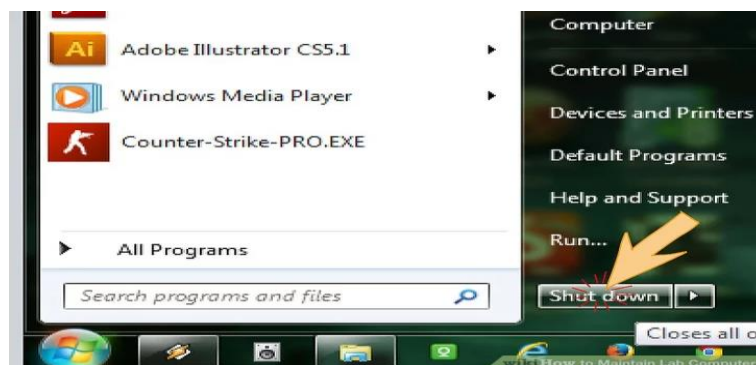 Ai Adobe Illustrator CS5.1
Windows Media Player
Counter-Strike-PRO.EXE
All Programs
Search programs and files
Computer
Control Panel
Devices and Printers
Default Programs
Help and Support
Run...
Shut down
Closes all o
How to Maintain Lab Computer